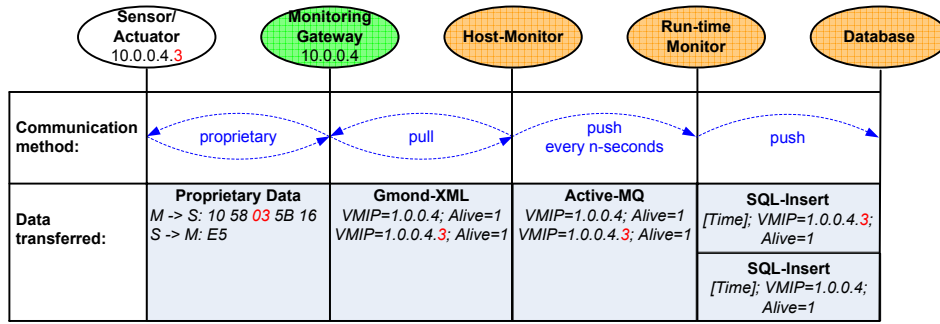 Sensor/
Actuator
10.0.0.4.3
Monitoring
Gateway
10.0.0.4
Host-Monitor
Run-time
Monitor
Database
Communication
method:
proprietary
pull
push
every n-seconds
push
Data
transferred:
Proprietary Data
M -> S: 10 58 03 5B 16
S -> M: E5
Gmond-XML
VMIP=1.0.0.4; Alive=1
VMIP=1.0.0.4.3; Alive=1
Active-MQ
VMIP=1.0.0.4; Alive=1
VMIP=1.0.0.4.3; Alive=1
SQL-Insert
[Time]; VMIP=1.0.0.4.3;
Alive=1
SQL-Insert
[Time]; VMIP=1.0.0.4;
Alive=1